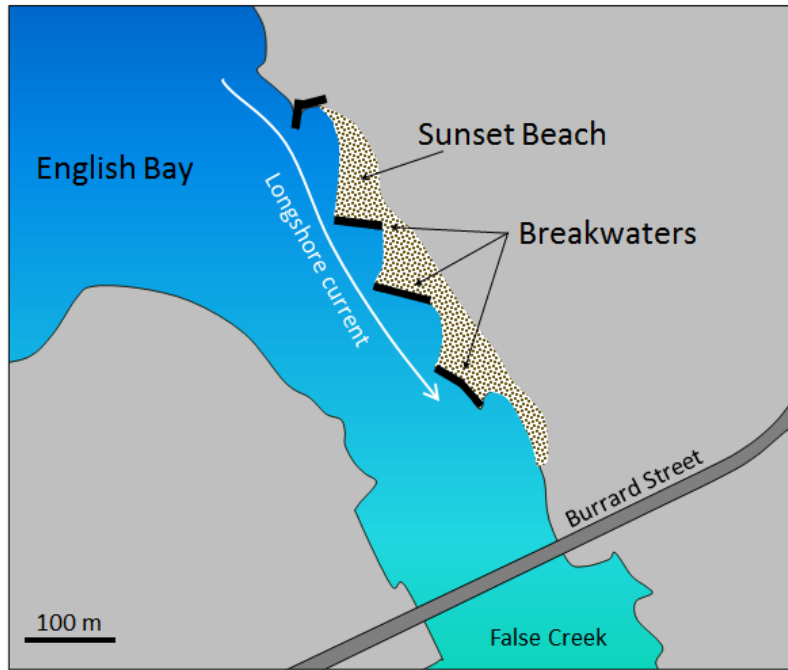 Sunset Beach
English Bay
Breakwaters
Longshore current
Burrard Street
100 m
False Creek